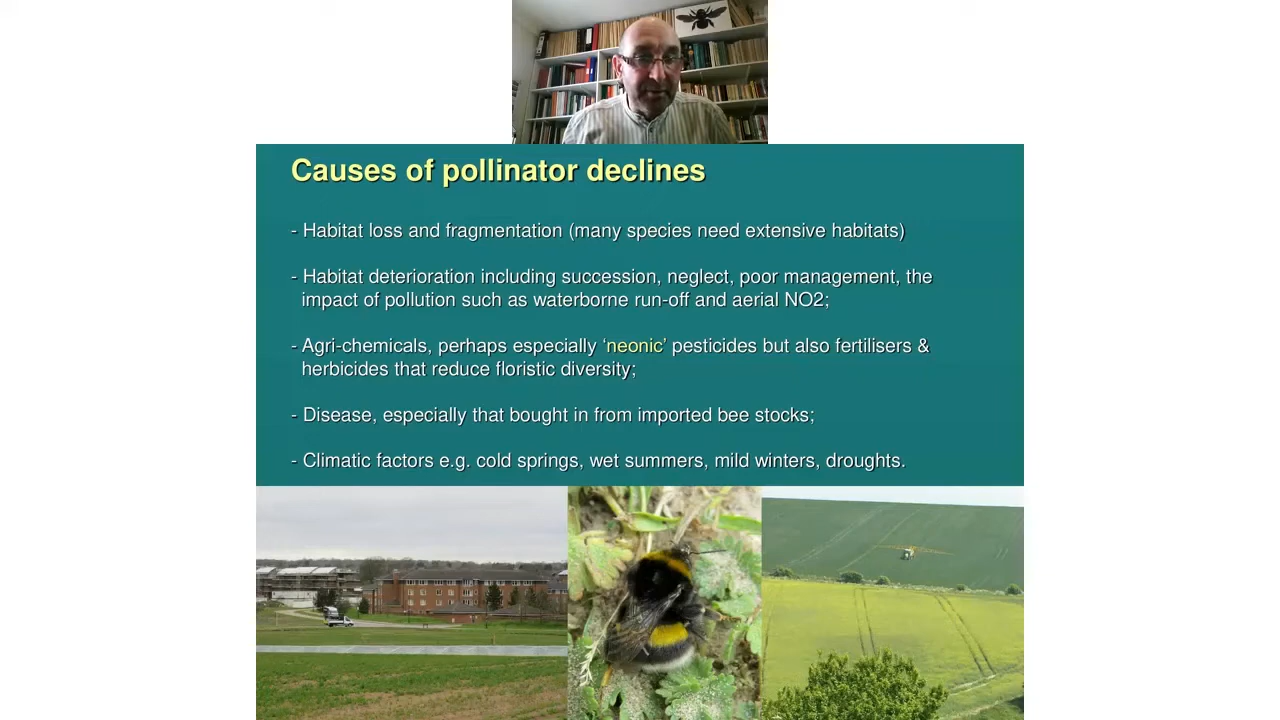 Causes of pollinator declines
- Habitat loss and fragmentation (many species need extensive habitats)
- Habitat deterioration including succession, neglect, poor management, the
impact of pollution such as waterborne run-off and aerial NO2;
- Agri-chemicals, perhaps especially ‘neonic’ pesticides but also fertilisers &
herbicides that reduce floristic diversity;
- Disease, especially that bought in from imported bee stocks;
- Climatic factors e.g. cold springs, wet summers, mild winters, droughts.